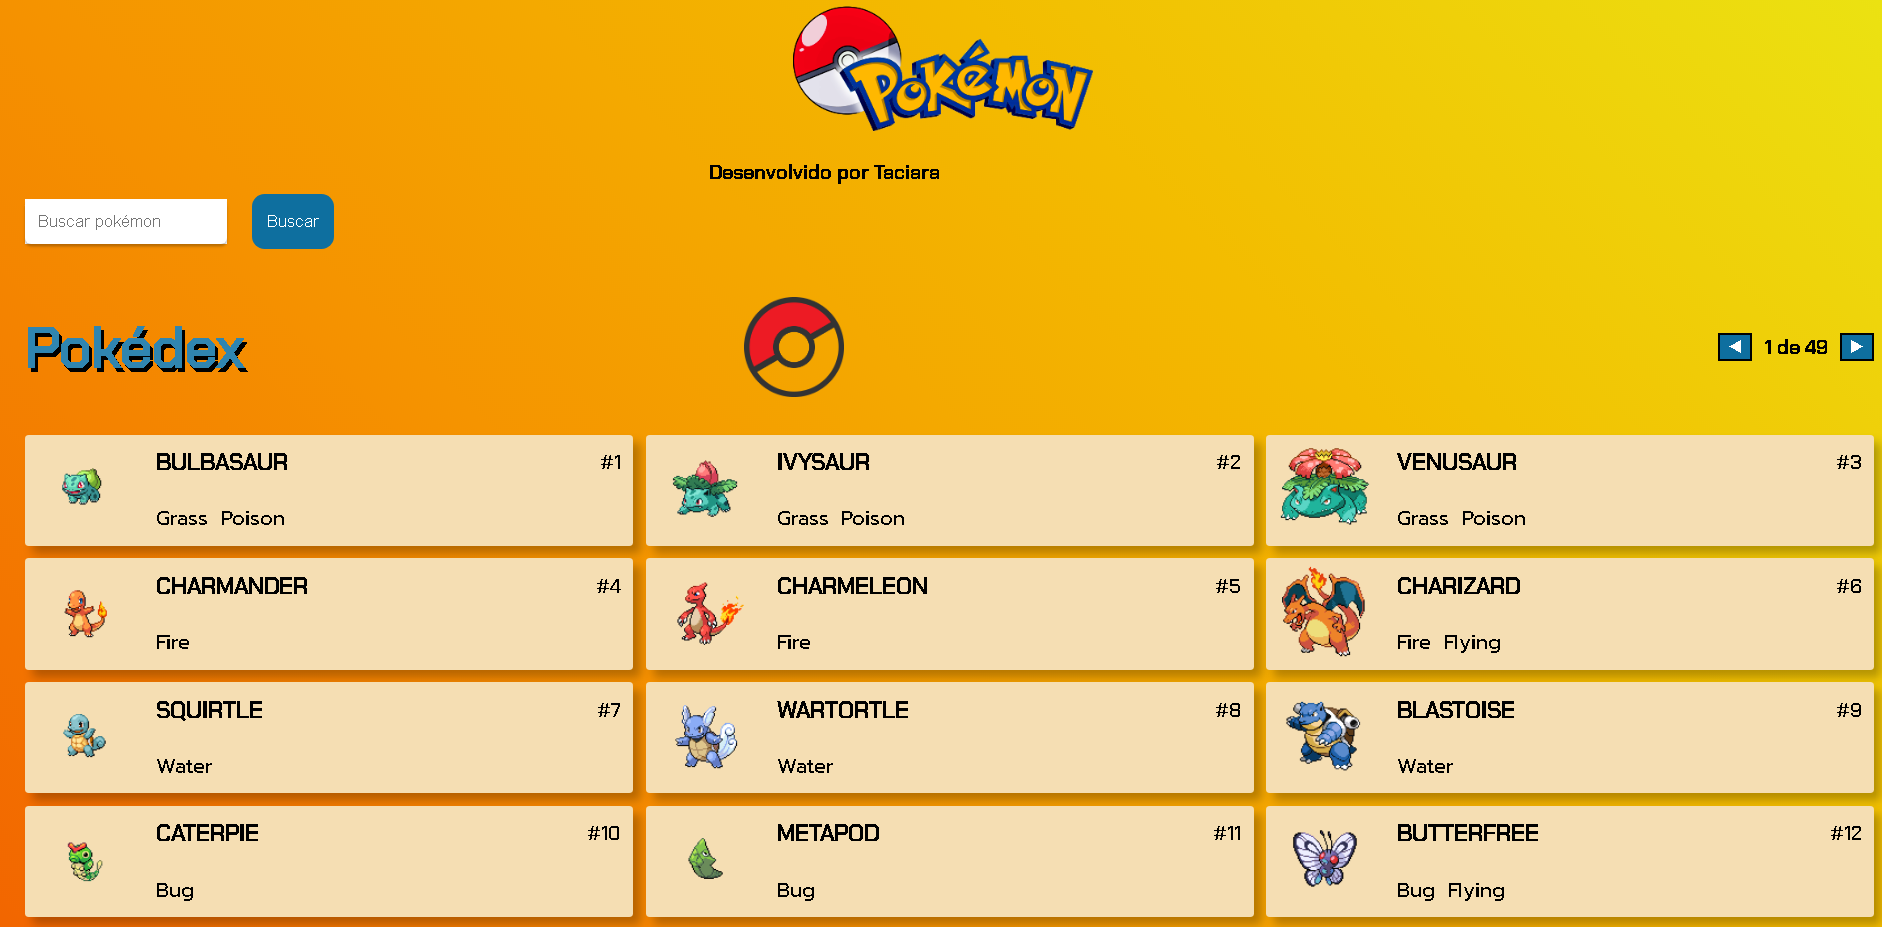 Pokémon
Desenvolvido por Taciara
Buscar pokémon
Buscar
Pokédex
◀ 1 de 49 ▶
BULBASAUR #1
Grass Poison
IVYSAUR #2
Grass Poison
VENUSAUR #3
Grass Poison
CHARMANDER #4
Fire
CHARMELEON #5
Fire
CHARIZARD #6
Fire Flying
SQUIRTLE #7
Water
WARTORTLE #8
Water
BLASTOISE #9
Water
CATERPIE #10
Bug
METAPOD #11
Bug
BUTTERFREE #12
Bug Flying